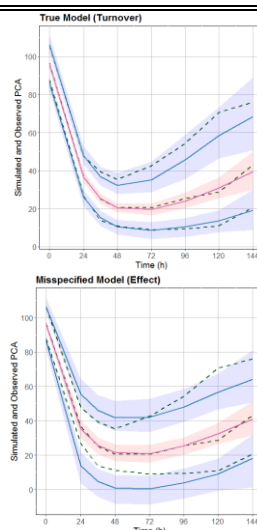 True Model (Turnover)
Simulated and Observed PCA
100
80
60
40
20
0
0 24 48 72 96 120 144
Time (h)
Misspecified Model (Effect)
Simulated and Observed PCA
100
80
60
40
20
0
0 24 48 72 96 120 144
Time (h)